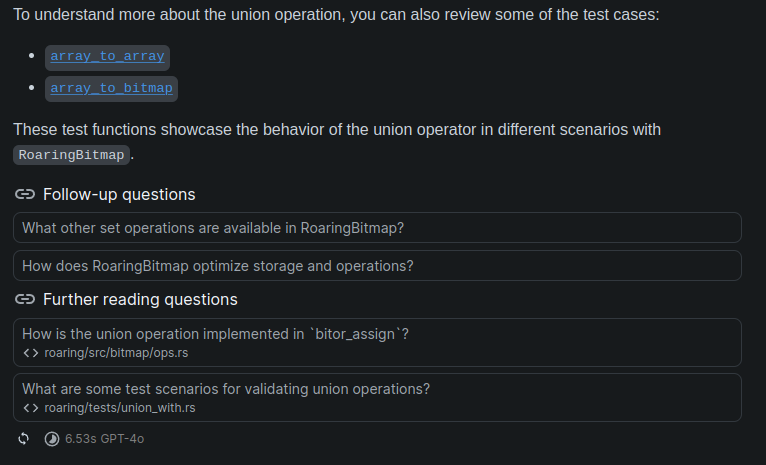 To understand more about the union operation, you can also review some of the test cases:
array_to_array
array_to_bitmap
These test functions showcase the behavior of the union operator in different scenarios with
RoaringBitmap.
Follow-up questions
What other set operations are available in RoaringBitmap?
How does RoaringBitmap optimize storage and operations?
Further reading questions
How is the union operation implemented in `bitor_assign`?
<> roaring/src/bitmap/ops.rs
What are some test scenarios for validating union operations?
<> roaring/tests/union_with.rs
6.53s GPT-4o